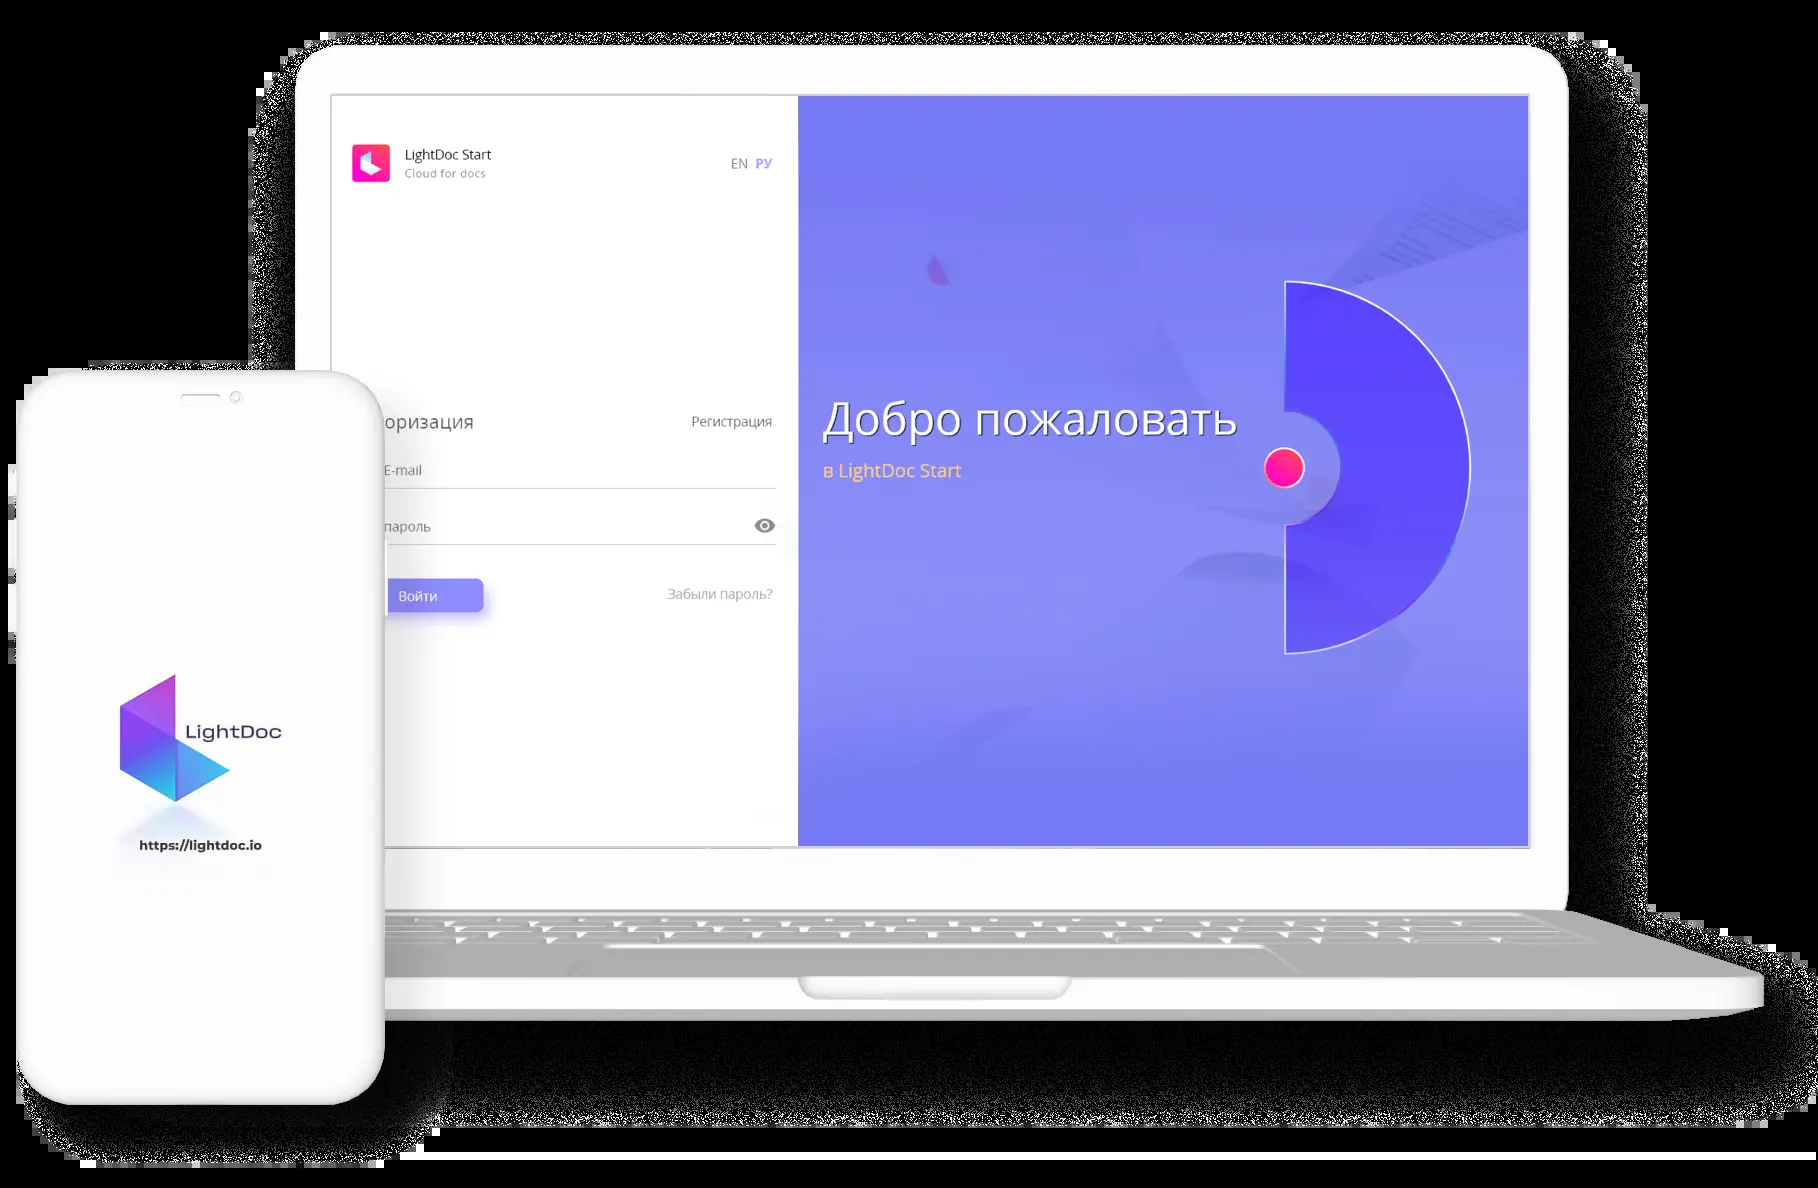 LightDoc Start
Cloud for docs
EN РУ
оризация
Регистрация
E-mail
пароль
Войти
Забыли пароль?
Добро пожаловать
в LightDoc Start
LightDoc
https://lightdoc.io